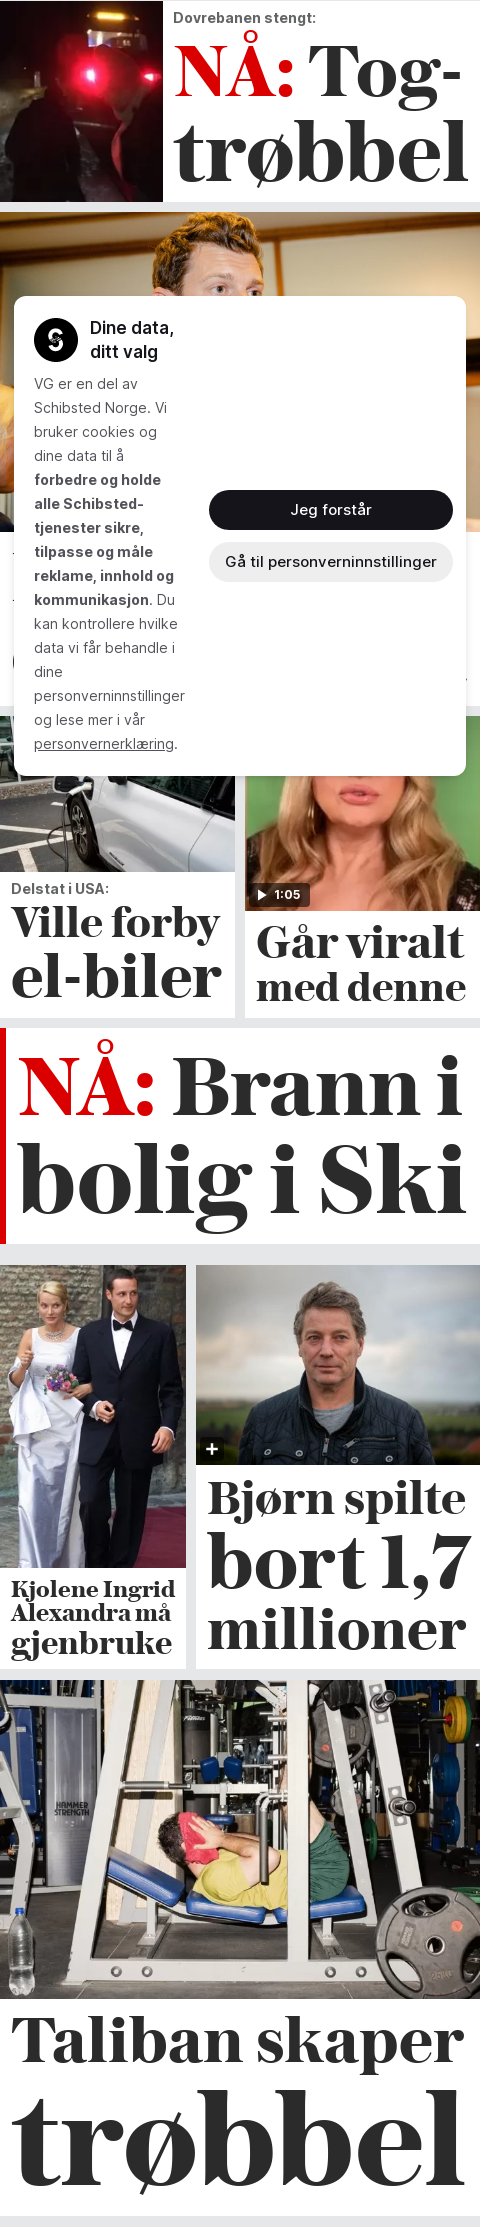 Dovrebanen stengt:
NÅ: Tog-
trøbbel
Dine data,
ditt valg
VG er en del av
Schibsted Norge. Vi
bruker cookies og
dine data til å
forbedre og holde
alle Schibsted-
tjenester sikre,
tilpasse og måle
reklame, innhold og
kommunikasjon. Du
kan kontrollere hvilke
data vi får behandle i
dine
personverninnstillinger
og lese mer i vår
personvernerklæring.
Jeg forstår
Gå til personverninnstillinger
Delstat i USA:
Ville forby
el-biler
1:05
Går viralt
med denne
NÅ: Brann i
bolig i Ski
Kjolene Ingrid
Alexandra må
gjenbruke
Bjørn spilte
bort 1,7
millioner
HAMMER
STRENGTH
Taliban skaper
trøbbel